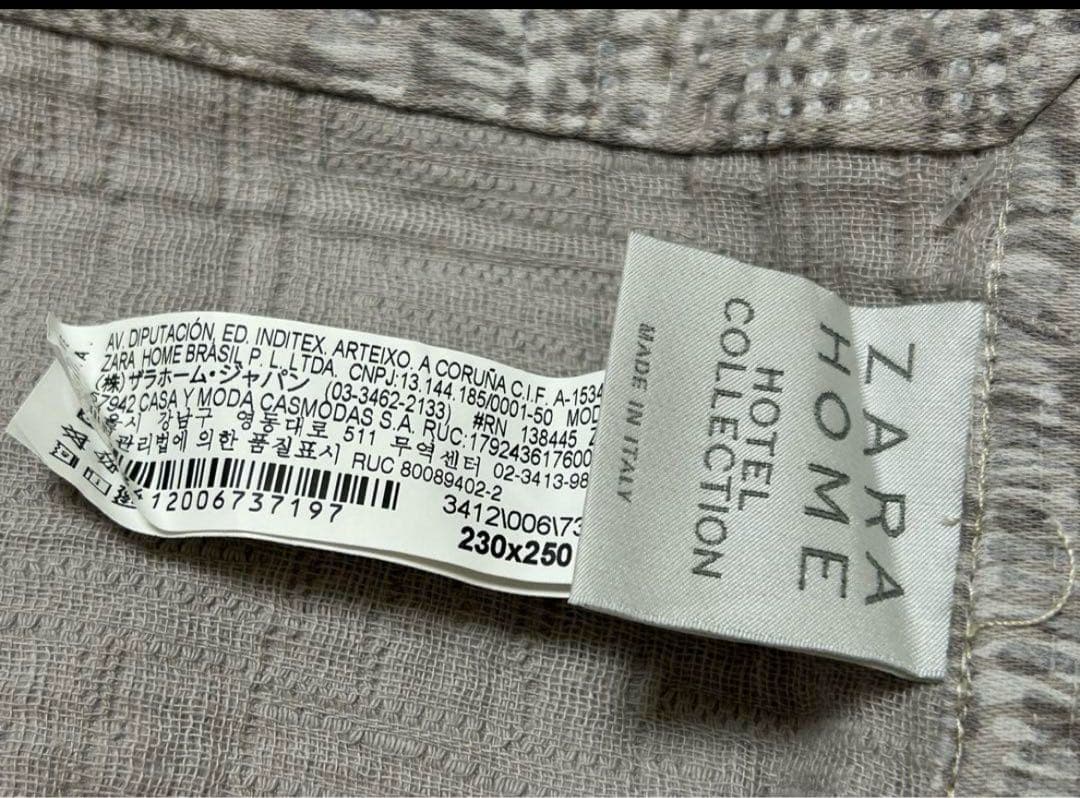 AV. DIPUTACIÓN, ED. INDITEX, ARTEIXO, A CORUÑA C.I.F. A-1534
ZARA HOME BRASIL P. L. LTDA. CNPJ:13.144.185/0001-50 MOD
(株)ザラホーム・ジャパン (03-3462-2133) #RN 138445
57942 CASA Y MODA CASMODAS S.A. RUC:179243617600
울시 강남구 영동대로 511 무역센터 02-3413-98
관리법에 의한 품질표시 RUC 80089402-2
12006737197
3412\006\73
230x250
ZARA
HOME
HOTEL
COLLECTION
MADE IN ITALY